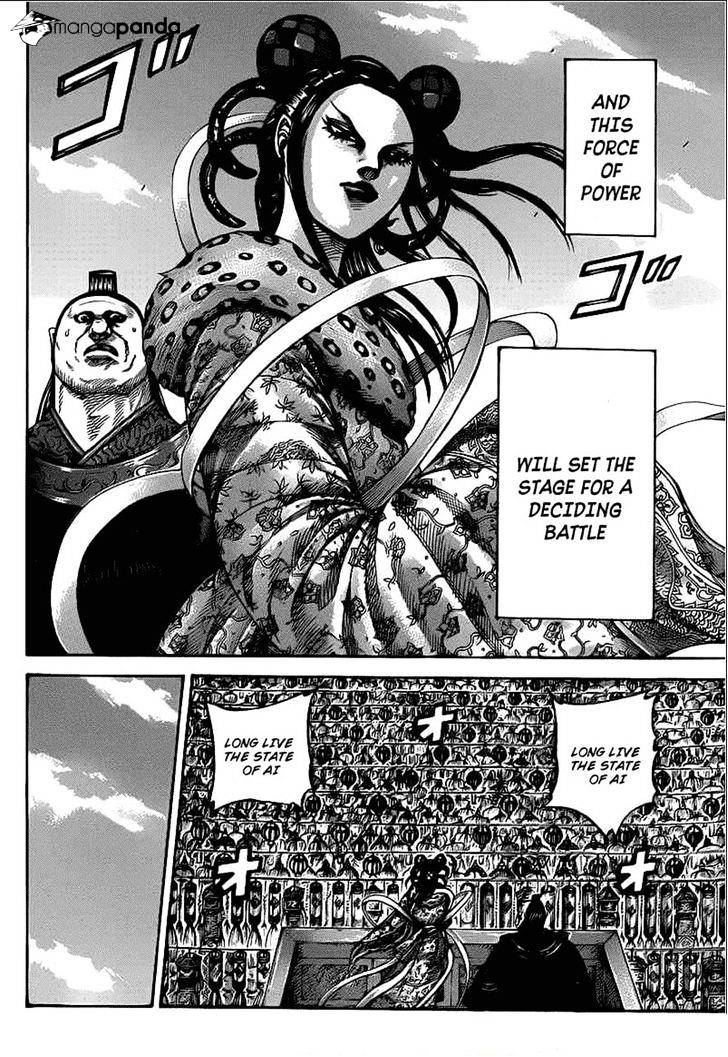 mangapanda
ゴ
AND
THIS
FORCE
OF
POWER
ゴ
WILL SET THE
STAGE FOR A
DECIDING
BATTLE
LONG LIVE
THE STATE
OF AI
オ
LONG LIVE
THE STATE
OF AI
オ
オ